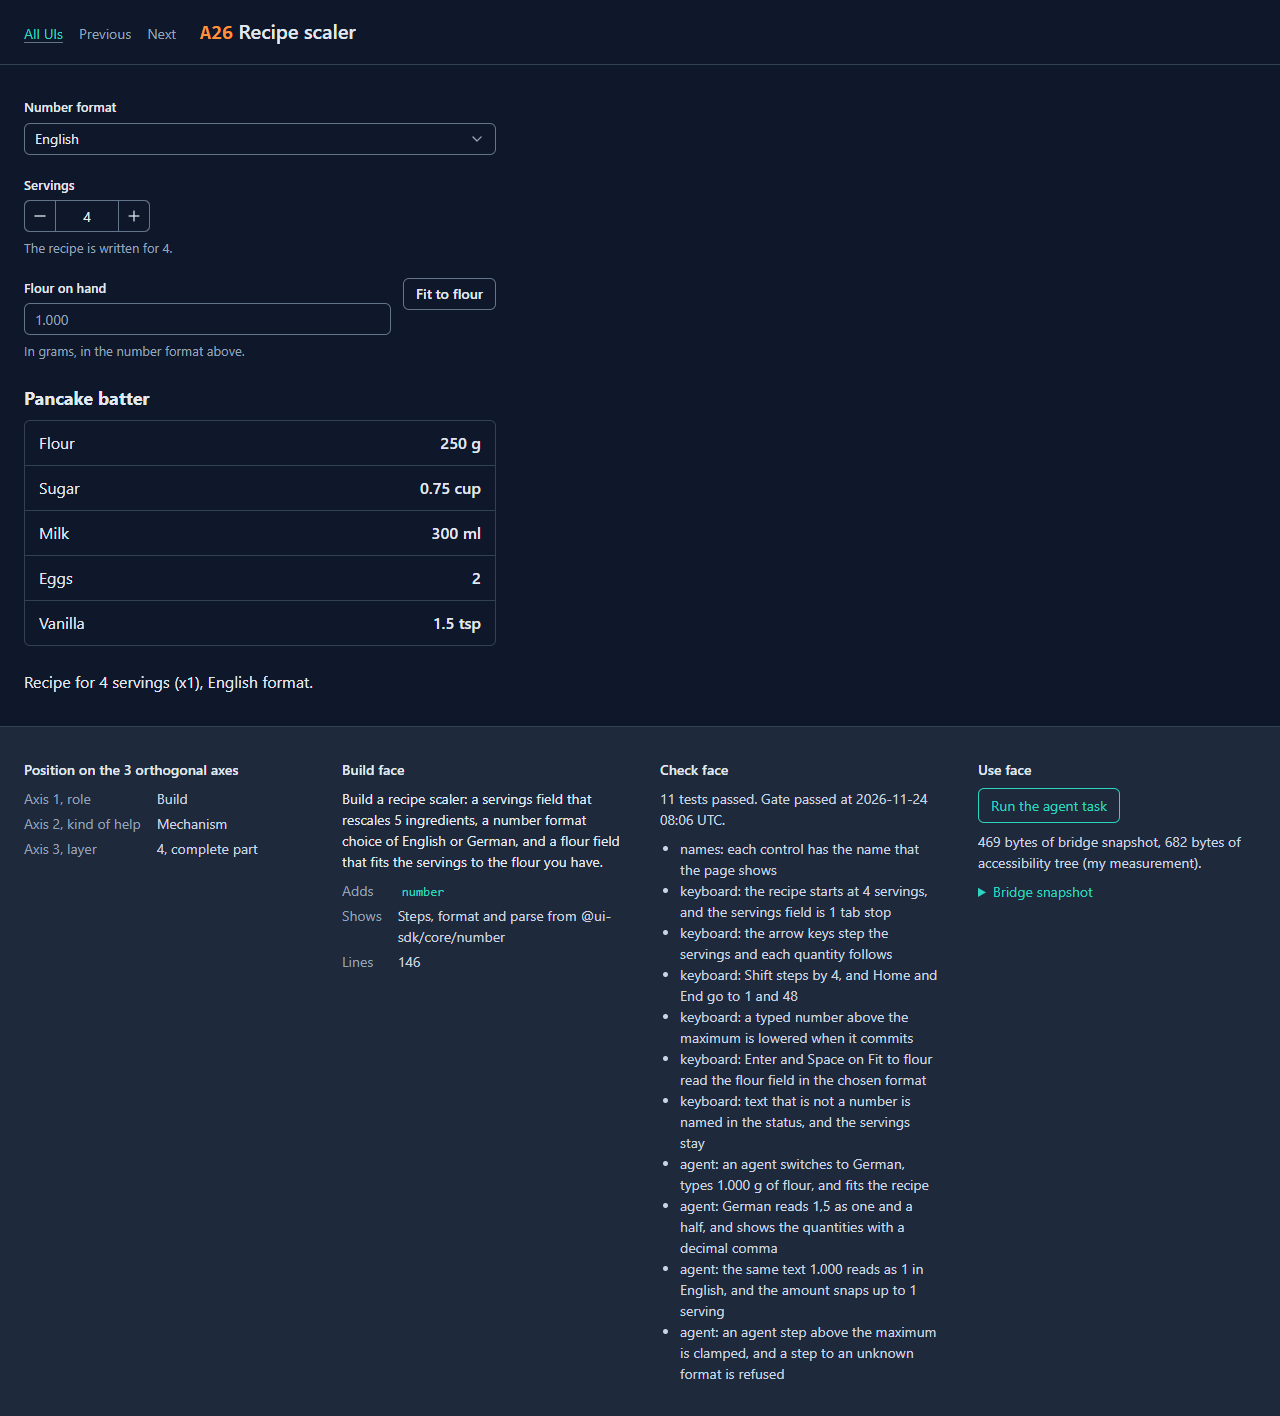 All UIs Previous Next A26 Recipe scaler
Number format
English
Servings
4
The recipe is written for 4.
Flour on hand
Fit to flour
1.000
In grams, in the number format above.
Pancake batter
Flour 250 g
Sugar 0.75 cup
Milk 300 ml
Eggs 2
Vanilla 1.5 tsp
Recipe for 4 servings (x1), English format.
Position on the 3 orthogonal axes
Axis 1, role Build
Axis 2, kind of help Mechanism
Axis 3, layer 4, complete part
Build face
Build a recipe scaler: a servings field that
rescales 5 ingredients, a number format
choice of English or German, and a flour field
that fits the servings to the flour you have.
Adds number
Shows Steps, format and parse from @ui-
sdk/core/number
Lines 146
Check face
11 tests passed. Gate passed at 2026-11-24
08:06 UTC.
• names: each control has the name that
the page shows
• keyboard: the recipe starts at 4 servings,
and the servings field is 1 tab stop
• keyboard: the arrow keys step the
servings and each quantity follows
• keyboard: Shift steps by 4, and Home and
End go to 1 and 48
• keyboard: a typed number above the
maximum is lowered when it commits
• keyboard: Enter and Space on Fit to flour
read the flour field in the chosen format
• keyboard: text that is not a number is
named in the status, and the servings
stay
• agent: an agent switches to German,
types 1.000 g of flour, and fits the recipe
• agent: German reads 1,5 as one and a
half, and shows the quantities with a
decimal comma
• agent: the same text 1.000 reads as 1 in
English, and the amount snaps up to 1
serving
• agent: an agent step above the maximum
is clamped, and a step to an unknown
format is refused
Use face
Run the agent task
469 bytes of bridge snapshot, 682 bytes of
accessibility tree (my measurement).
Bridge snapshot